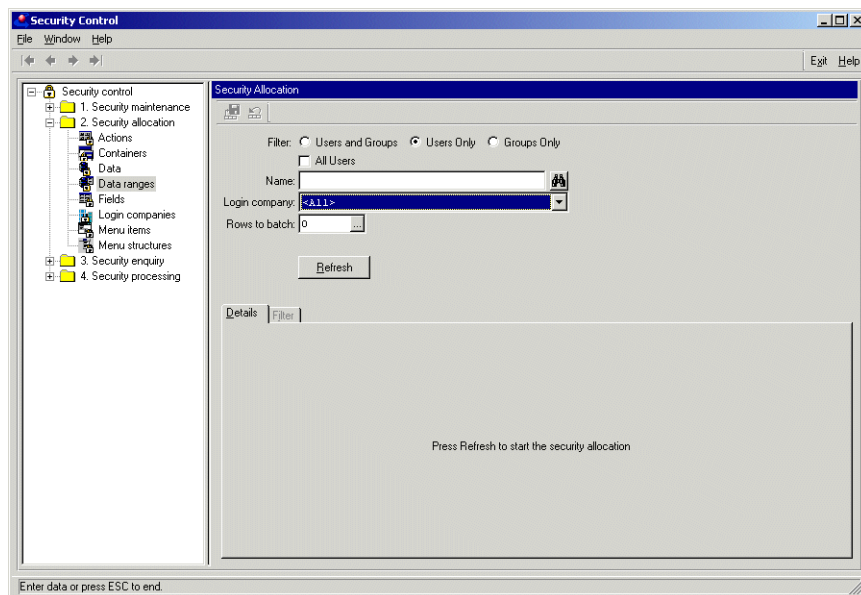 Security Control
File Window Help
Exit Help
Security control
1. Security maintenance
2. Security allocation
Actions
Containers
Data
Data ranges
Fields
Login companies
Menu items
Menu structures
3. Security enquiry
4. Security processing
Security Allocation
Filter: Users and Groups Users Only Groups Only
All Users
Name:
Login company: <All>
Rows to batch: 0 ...
Refresh
Details Filter
Press Refresh to start the security allocation
Enter data or press ESC to end.